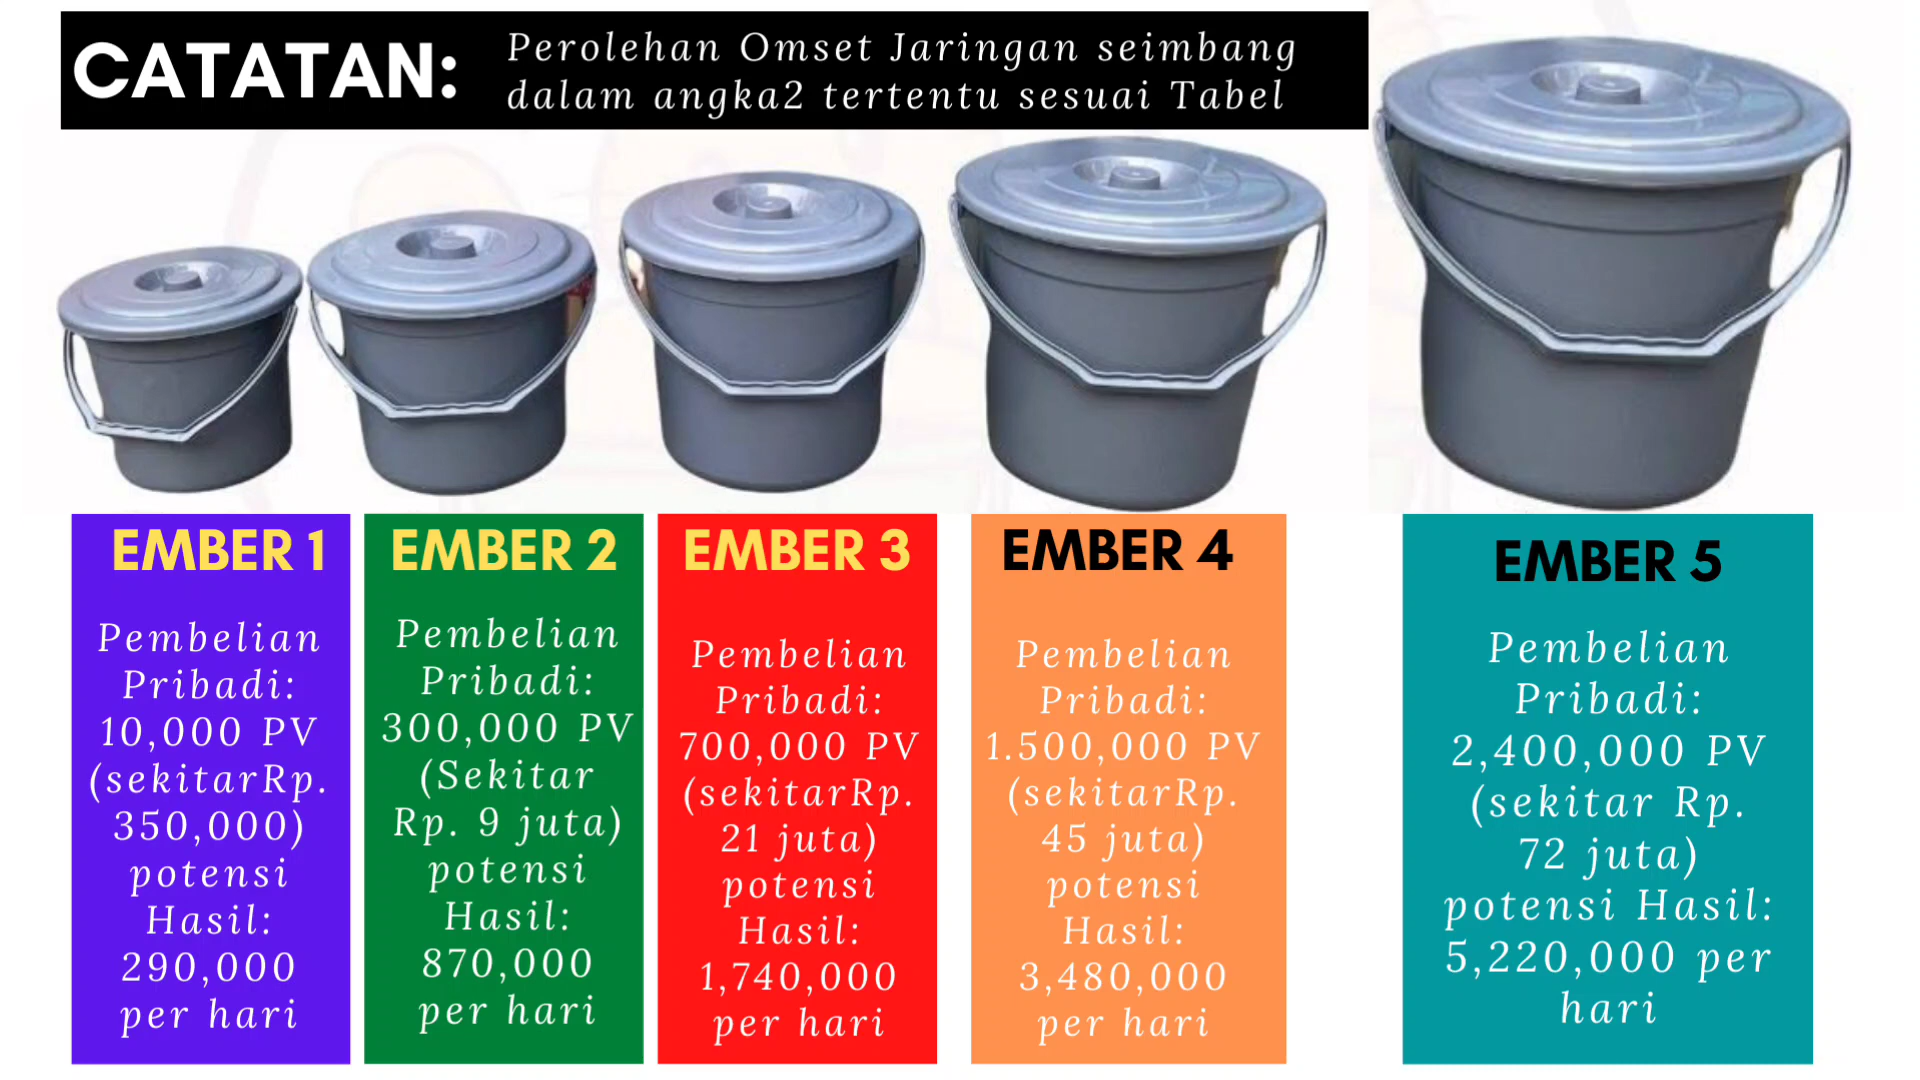 CATATAN:
Perolehan Omset Jaringan seimbang
dalam angka2 tertentu sesuai Tabel
EMBER 1
Pembelian
Pribadi:
10,000 PV
(sekitarRp.
350,000)
potensi
Hasil:
290,000
per hari
EMBER 2
Pembelian
Pribadi:
300,000 PV
(Sekitar
Rp. 9 juta)
potensi
Hasil:
870,000
per hari
EMBER 3
Pembelian
Pribadi:
700,000 PV
(sekitarRp.
21 juta)
potensi
Hasil:
1,740,000
per hari
EMBER 4
Pembelian
Pribadi:
1.500,000 PV
(sekitarRp.
45 juta)
potensi
Hasil:
3,480,000
per hari
EMBER 5
Pembelian
Pribadi:
2,400,000 PV
(sekitar Rp.
72 juta)
potensi Hasil:
5,220,000 per
hari